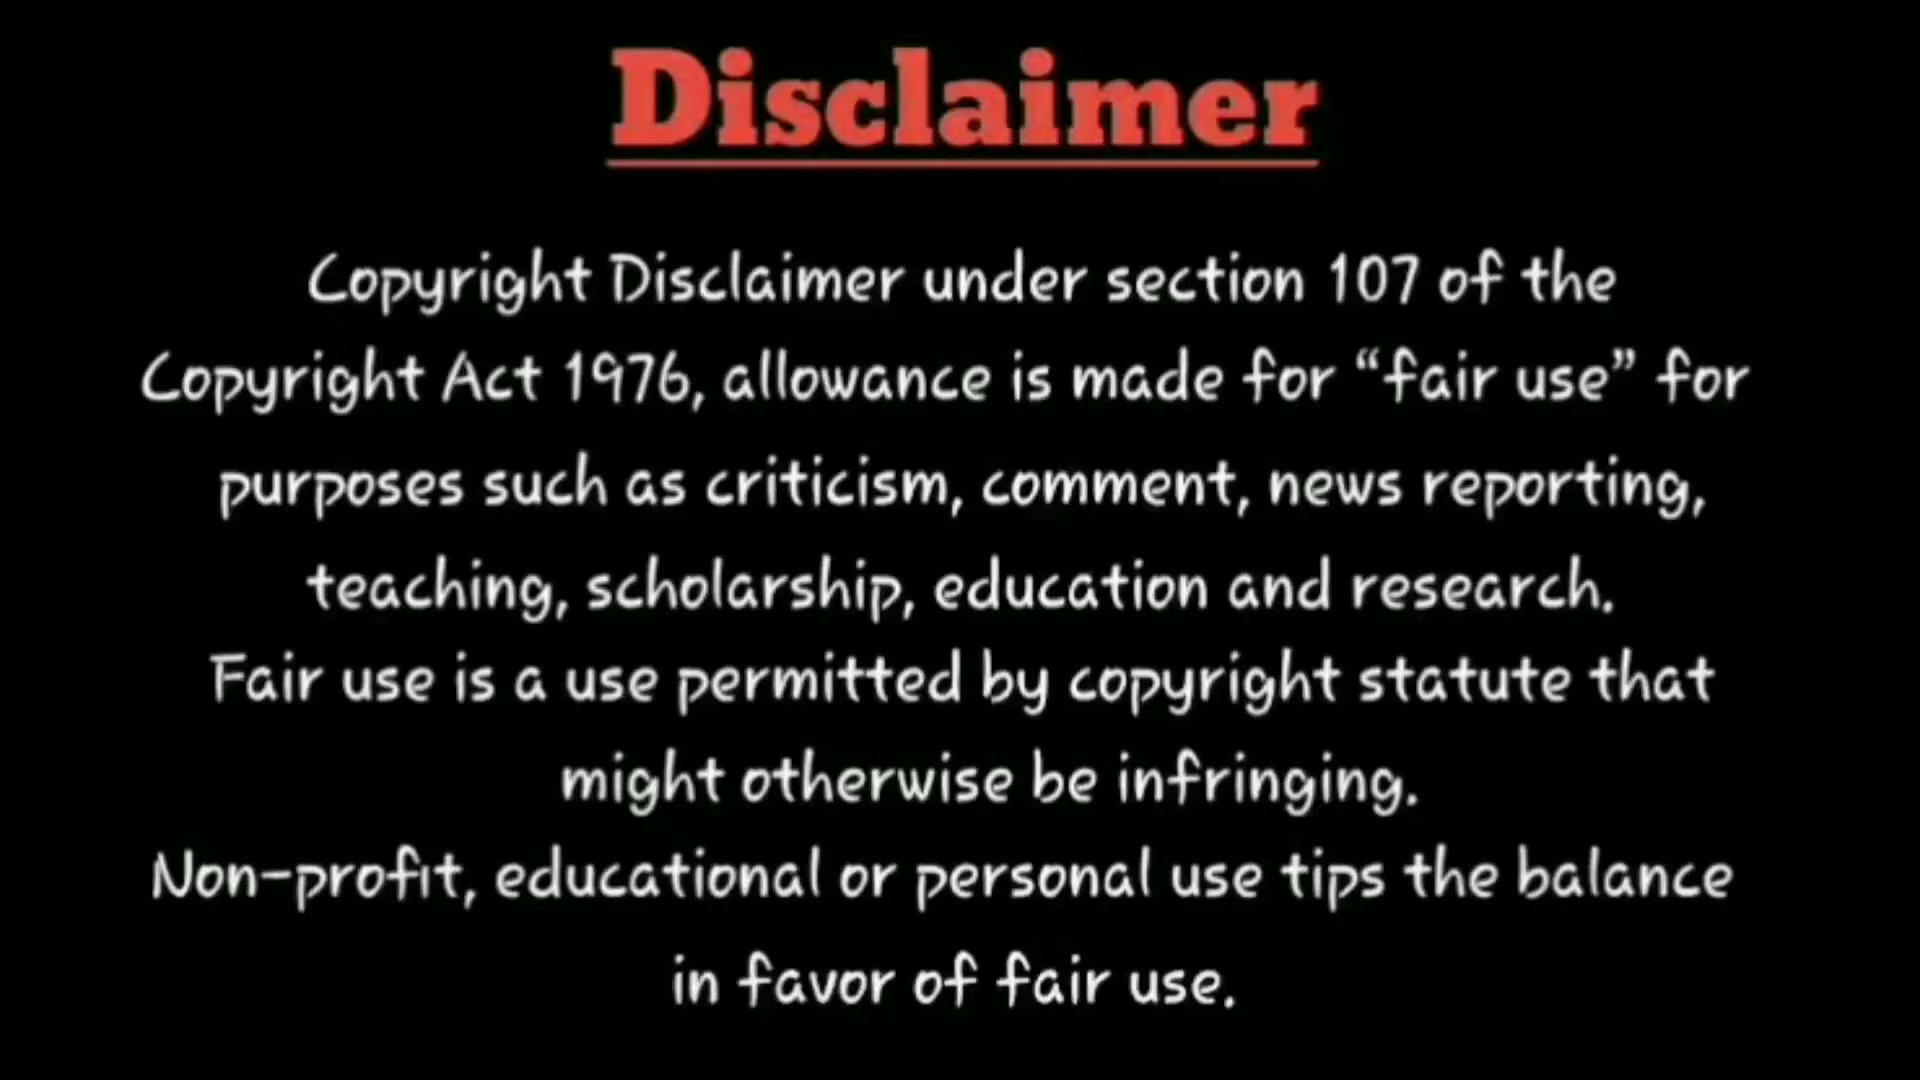 Disclaimer
Copyright Disclaimer under section 107 of the
Copyright Act 1976, allowance is made for “fair use” for
purposes such as criticism, comment, news reporting,
teaching, scholarship, education and research.
Fair use is a use permitted by copyright statute that
might otherwise be infringing.
Non-profit, educational or personal use tips the balance
in favor of fair use.